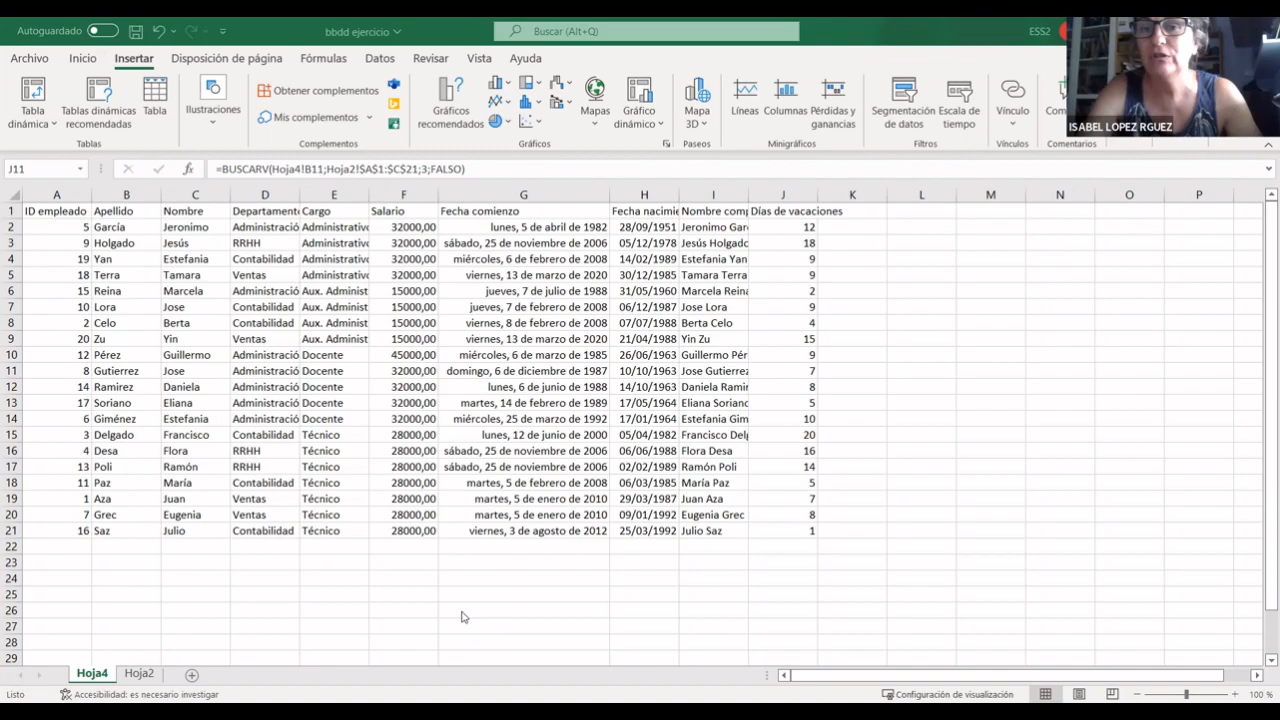 Autoguardado bbdd ejercicio Buscar (Alt+Q) ESS2
Archivo Inicio Insertar Disposición de página Fórmulas Datos Revisar Vista Ayuda
Tabla dinámica Tablas dinámicas recomendadas Tabla Ilustraciones Obtener complementos Mis complementos Gráficos recomendados Mapas Gráfico dinámico Mapa 3D Líneas Columnas Pérdidas y ganancias Segmentación de datos Escala de tiempo Vínculo
ISABEL LOPEZ RGUEZ
Tablas Complementos Gráficos Paseos Minigráficos Filtros Vínculos Comentarios
J11 fx =BUSCARV(Hoja4!B11;Hoja2!$A$1:$C$21;3;FALSO)
A B C D E F G H I J K L M N O P
1 ID empleado Apellido Nombre Departament Cargo Salario Fecha comienzo Fecha nacimie Nombre com Días de vacaciones
2 5 García Jeronimo Administració Administrativo 32000,00 lunes, 5 de abril de 1982 28/09/1951 Jeronimo Gar 12
3 9 Holgado Jesús RRHH Administrativo 32000,00 sábado, 25 de noviembre de 2006 05/12/1978 Jesús Holgado 18
4 19 Yan Estefania Contabilidad Administrativo 32000,00 miércoles, 6 de febrero de 2008 14/02/1989 Estefania Yan 9
5 18 Terra Tamara Ventas Administrativo 32000,00 viernes, 13 de marzo de 2020 30/12/1985 Tamara Terra 9
6 15 Reina Marcela Administració Aux. Administ 15000,00 jueves, 7 de julio de 1988 31/05/1960 Marcela Reina 2
7 10 Lora Jose Contabilidad Aux. Administ 15000,00 jueves, 7 de febrero de 2008 06/12/1987 Jose Lora 9
8 2 Celo Berta Contabilidad Aux. Administ 15000,00 viernes, 8 de febrero de 2008 07/07/1988 Berta Celo 4
9 20 Zu Yin Ventas Aux. Administ 15000,00 viernes, 13 de marzo de 2020 21/04/1988 Yin Zu 15
10 12 Pérez Guillermo Administració Docente 45000,00 miércoles, 6 de marzo de 1985 26/06/1963 Guillermo Pér 9
11 8 Gutierrez Jose Administració Docente 32000,00 domingo, 6 de diciembre de 1987 10/10/1963 Jose Gutierrez 7
12 14 Ramirez Daniela Administració Docente 32000,00 lunes, 6 de junio de 1988 14/10/1963 Daniela Ramir 8
13 17 Soriano Eliana Administració Docente 32000,00 martes, 14 de febrero de 1989 17/05/1964 Eliana Soriano 5
14 6 Giménez Estefania Administració Docente 32000,00 miércoles, 25 de marzo de 1992 17/01/1964 Estefania Gim 10
15 3 Delgado Francisco Contabilidad Técnico 28000,00 lunes, 12 de junio de 2000 05/04/1982 Francisco Delg 20
16 4 Desa Flora RRHH Técnico 28000,00 sábado, 25 de noviembre de 2006 06/06/1988 Flora Desa 16
17 13 Poli Ramón RRHH Técnico 28000,00 sábado, 25 de noviembre de 2006 02/02/1989 Ramón Poli 14
18 11 Paz María Contabilidad Técnico 28000,00 martes, 5 de febrero de 2008 06/03/1985 María Paz 5
19 1 Aza Juan Ventas Técnico 28000,00 martes, 5 de enero de 2010 29/03/1987 Juan Aza 7
20 7 Grec Eugenia Ventas Técnico 28000,00 martes, 5 de enero de 2010 09/01/1992 Eugenia Grec 8
21 16 Saz Julio Contabilidad Técnico 28000,00 viernes, 3 de agosto de 2012 25/03/1992 Julio Saz 1
22
23
24
25
26
27
28
29
Hoja4 Hoja2
Listo Accesibilidad: es necesario investigar Configuración de visualización 100 %